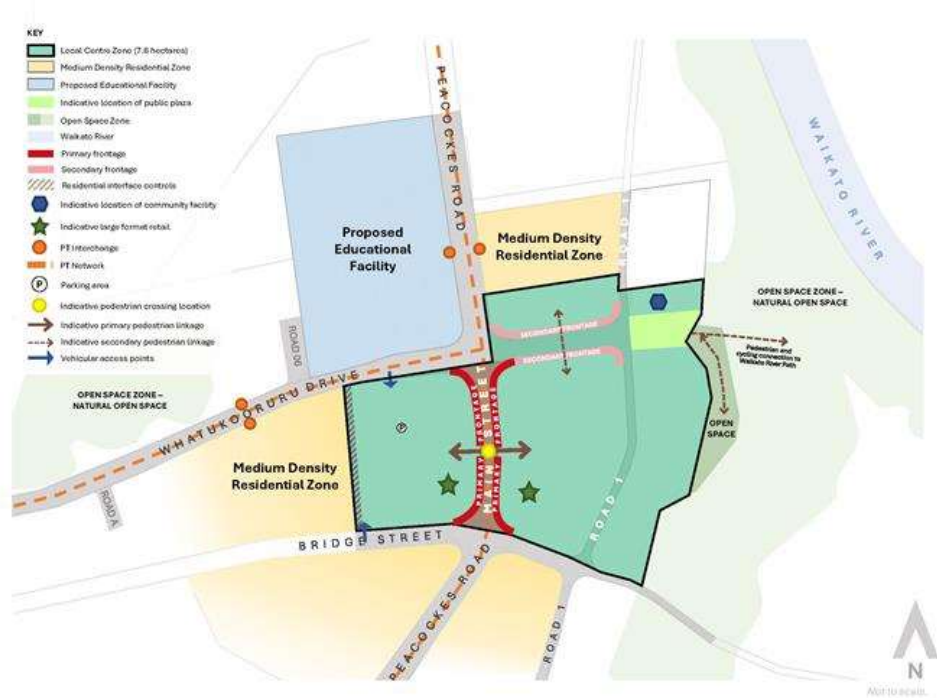 KEY
Local Centre Zone (7.6 hectares)
Medium Density Residential Zone
Proposed Educational Facility
Indicative location of public plaza
Open Space Zone
Waikato River
Primary frontage
Secondary frontage
Residential interface controls
Indicative location of community facility
Indicative large format retail
PT Interchange
PT Network
P
Parking area
Indicative pedestrian crossing location
Indicative primary pedestrian linkage
Indicative secondary pedestrian linkage
Vehicular access points
PEACOCKES ROAD
WAIKATO RIVER
Proposed
Educational
Facility
Medium Density
Residential Zone
OPEN SPACE ZONE –
NATURAL OPEN SPACE
SECONDARY FRONTAGE
SECONDARY FRONTAGE
Pedestrian and
cycling connection to
Waikato River Path
ROAD 06
OPEN SPACE ZONE –
NATURAL OPEN SPACE
WHATUKOORURU DRIVE
OPEN
SPACE
P
PRIMARY FRONTAGE
MAIN STREET
PRIMARY FRONTAGE
Medium Density
Residential Zone
ROAD A
ROAD 1
BRIDGE STREET
PEACOCKES ROAD
ROAD 1
N
Not to scale.